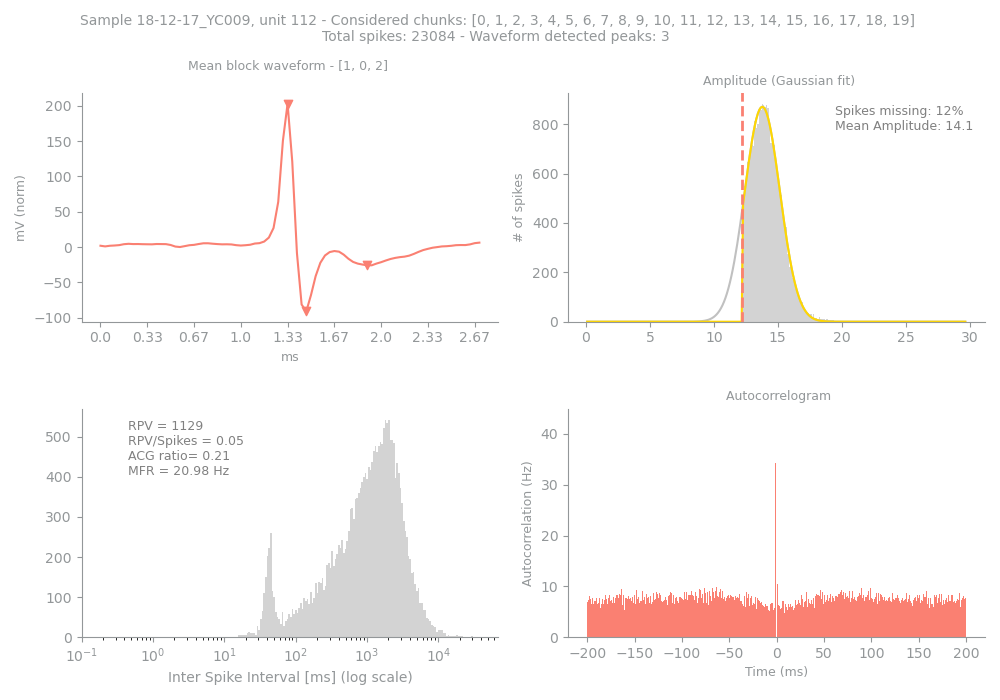 Sample 18-12-17_YC009, unit 112 - Considered chunks: [0, 1, 2, 3, 4, 5, 6, 7, 8, 9, 10, 11, 12, 13, 14, 15, 16, 17, 18, 19]
Total spikes: 23084 - Waveform detected peaks: 3
Mean block waveform - [1, 0, 2]
200
150
100
50
0
−50
−100
mV (norm)
0.0 0.33 0.67 1.0 1.33 1.67 2.0 2.33 2.67
ms
Amplitude (Gaussian fit)
Spikes missing: 12%
Mean Amplitude: 14.1
800
600
400
200
0
# of spikes
0 5 10 15 20 25 30
RPV = 1129
RPV/Spikes = 0.05
ACG ratio= 0.21
MFR = 20.98 Hz
500
400
300
200
100
0
10⁻¹ 10⁰ 10¹ 10² 10³ 10⁴
Inter Spike Interval [ms] (log scale)
Autocorrelogram
40
30
20
10
0
Autocorrelation (Hz)
−200 −150 −100 −50 0 50 100 150 200
Time (ms)